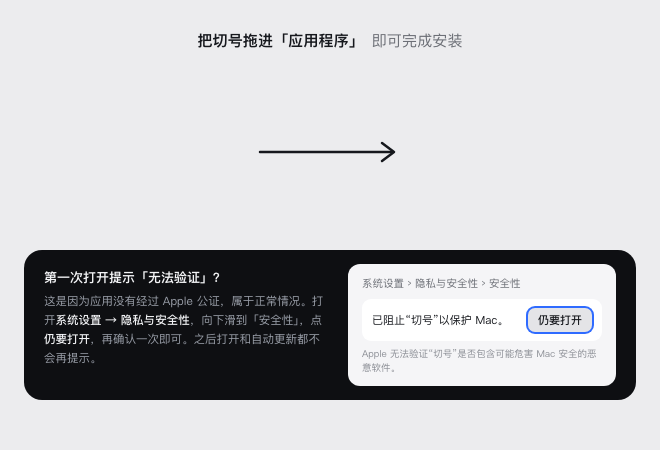 把切号拖进「应用程序」 即可完成安装
第一次打开提示「无法验证」?
这是因为应用没有经过 Apple 公证，属于正常情况。打
开系统设置 → 隐私与安全性，向下滑到「安全性」，点
仍要打开，再确认一次即可。之后打开和自动更新都不
会再提示。
系统设置 › 隐私与安全性 › 安全性
已阻止“切号”以保护 Mac。
仍要打开
Apple 无法验证“切号”是否包含可能危害 Mac 安全的恶
意软件。